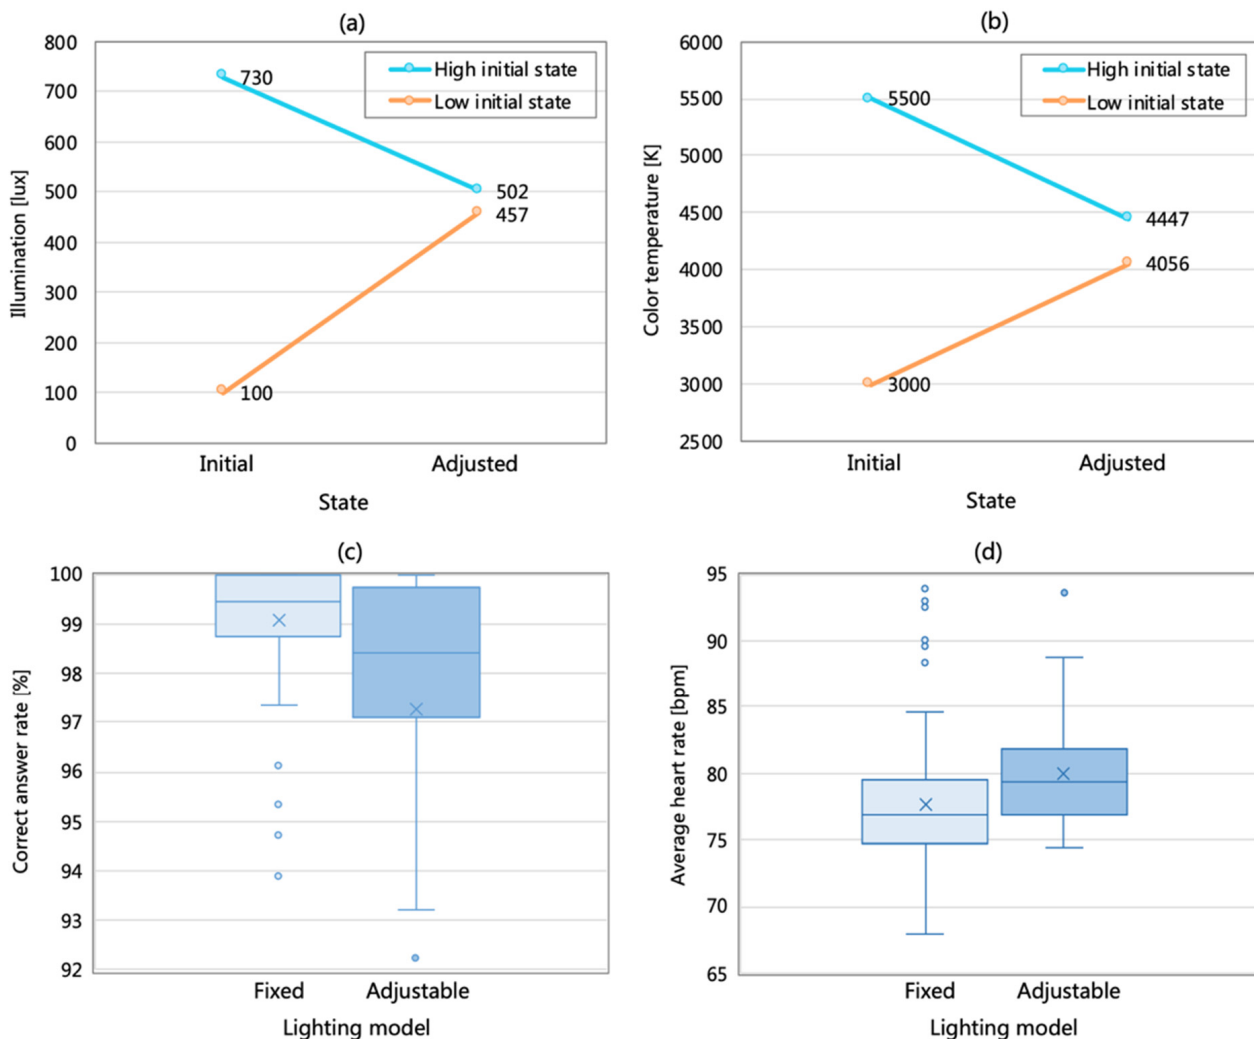 (a)
800
700
600
500
400
300
200
100
0
Illumination [lux]
High initial state
Low initial state
730
502
457
100
Initial
Adjusted
State
(b)
6000
5500
5000
4500
4000
3500
3000
2500
Color temperature [K]
High initial state
Low initial state
5500
4447
4056
3000
Initial
Adjusted
State
(c)
100
99
98
97
96
95
94
93
92
Correct answer rate [%]
Fixed
Adjustable
Lighting model
(d)
95
90
85
80
75
70
65
Average heart rate [bpm]
Fixed
Adjustable
Lighting model